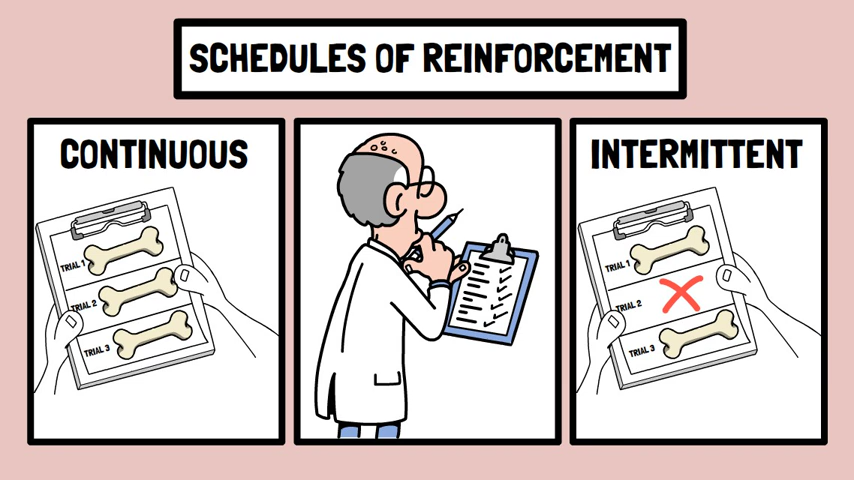 SCHEDULES OF REINFORCEMENT
CONTINUOUS
TRIAL 1
TRIAL 2
TRIAL 3
INTERMITTENT
TRIAL 1
TRIAL 2
TRIAL 3